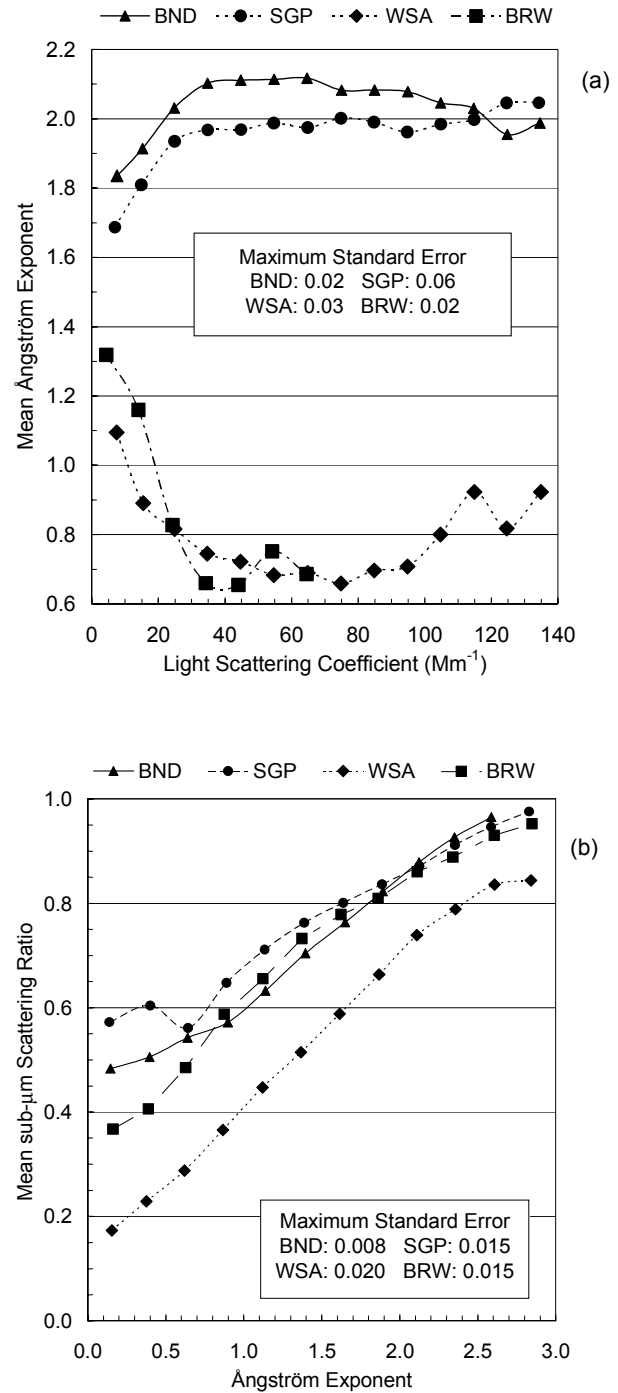 BND SGP WSA BRW
(a)
2.2
2.0
1.8
1.6
1.4
1.2
1.0
0.8
0.6
Mean Ångström Exponent
Maximum Standard Error
BND: 0.02 SGP: 0.06
WSA: 0.03 BRW: 0.02
0 20 40 60 80 100 120 140
Light Scattering Coefficient (Mm⁻¹)
BND SGP WSA BRW
(b)
1.0
0.8
0.6
0.4
0.2
0.0
Mean sub-μm Scattering Ratio
Maximum Standard Error
BND: 0.008 SGP: 0.015
WSA: 0.020 BRW: 0.015
0.0 0.5 1.0 1.5 2.0 2.5 3.0
Ångström Exponent